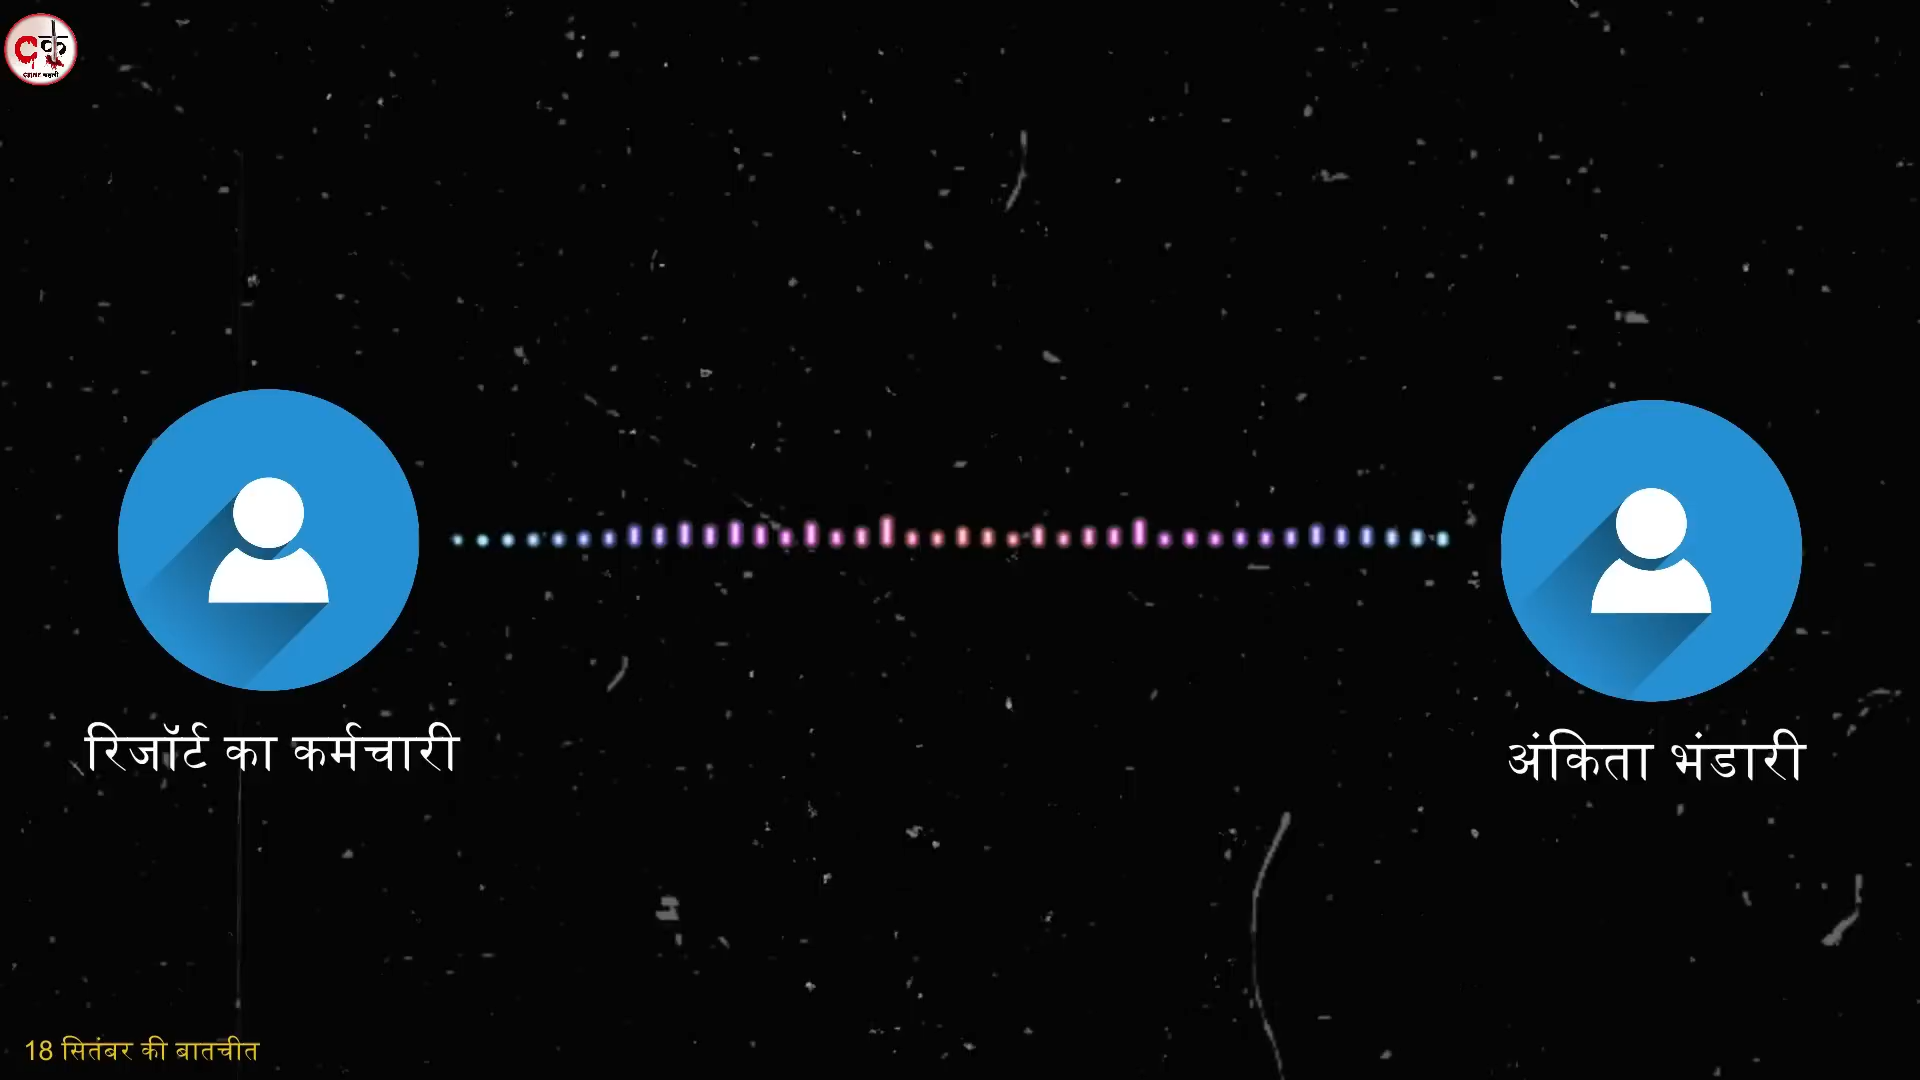 रिजॉर्ट का कर्मचारी
अंकिता भंडारी
18 सितंबर की बातचीत